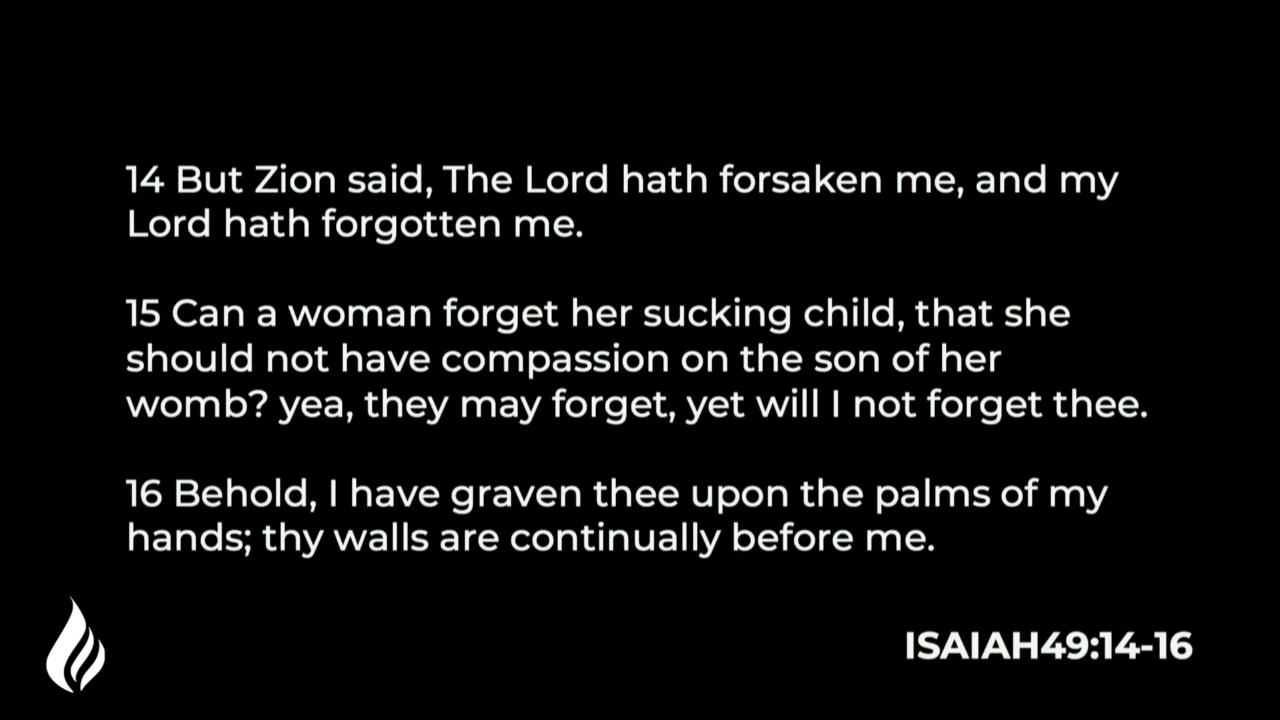 14 But Zion said, The Lord hath forsaken me, and my
Lord hath forgotten me.
15 Can a woman forget her sucking child, that she
should not have compassion on the son of her
womb? yea, they may forget, yet will I not forget thee.
16 Behold, I have graven thee upon the palms of my
hands; thy walls are continually before me.
ISAIAH49:14-16